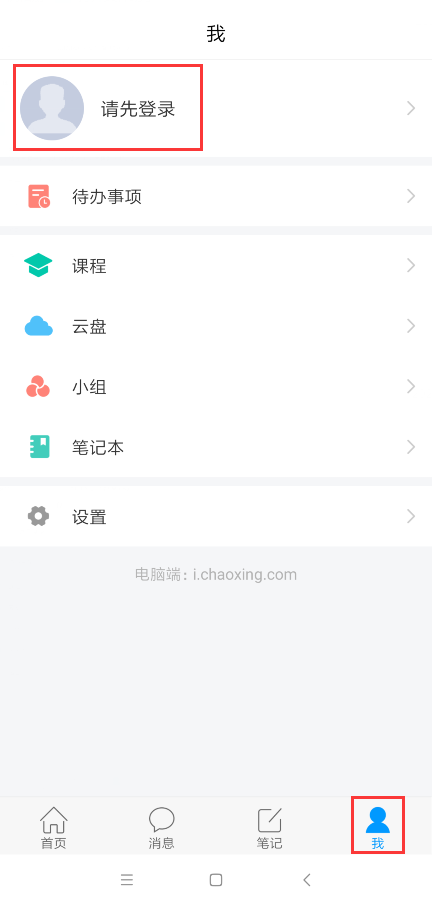 我
请先登录
待办事项
课程
云盘
小组
笔记本
设置
电脑端：i.chaoxing.com
首页
消息
笔记
我